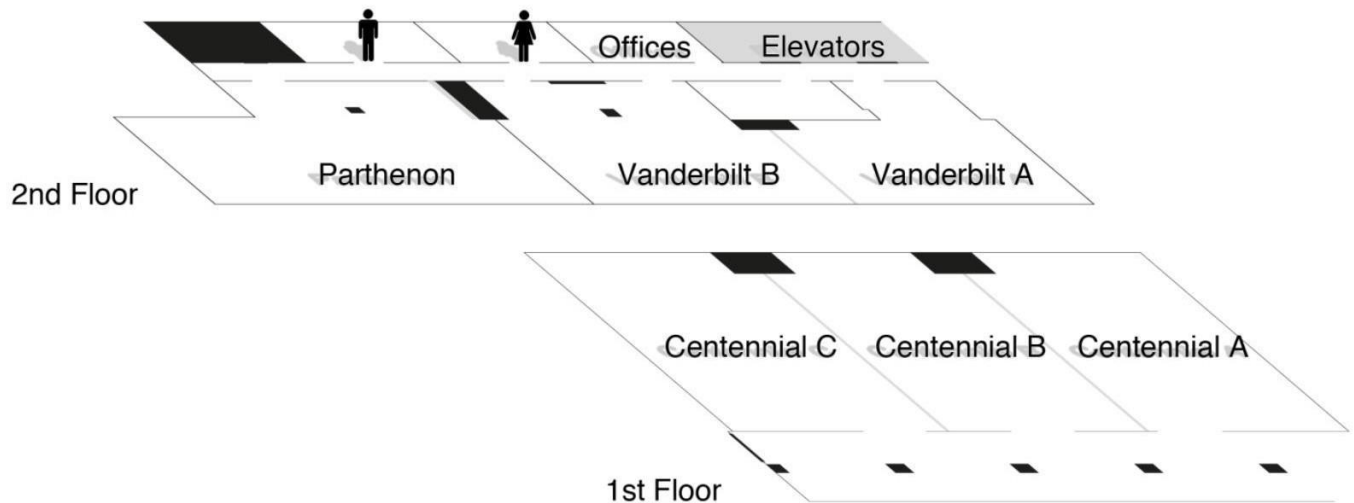 Offices
Elevators
Parthenon
Vanderbilt B
Vanderbilt A
2nd Floor
Centennial C
Centennial B
Centennial A
1st Floor